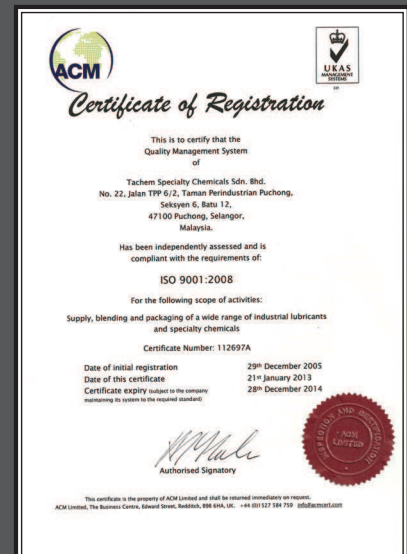 ACM
UKAS
MANAGEMENT
SYSTEMS
Certificate of Registration
This is to certify that the
Quality Management System
of
Tachem Specialty Chemicals Sdn. Bhd.
No. 22, Jalan TPP 6/2, Taman Perindustrian Puchong,
Seksyen 6, Batu 12,
47100 Puchong, Selangor,
Malaysia.
Has been independently assessed and is
compliant with the requirements of:
ISO 9001:2008
For the following scope of activities:
Supply, blending and packaging of a wide range of industrial lubricants
and specialty chemicals
Certificate Number: 112697A
Date of initial registration 29th December 2005
Date of this certificate 21st January 2013
Certificate expiry (subject to the company 28th December 2014
maintaining its system to the required standard)
INSPECTION AND CERTIFICATION
ACM
LIMITED
Authorised Signatory
This certificate is the property of ACM Limited and shall be returned immediately on request.
ACM Limited, The Business Centre, Edward Street, Redditch, B98 6HA, UK. +44 (0)1527 584 759 info@acmcert.com